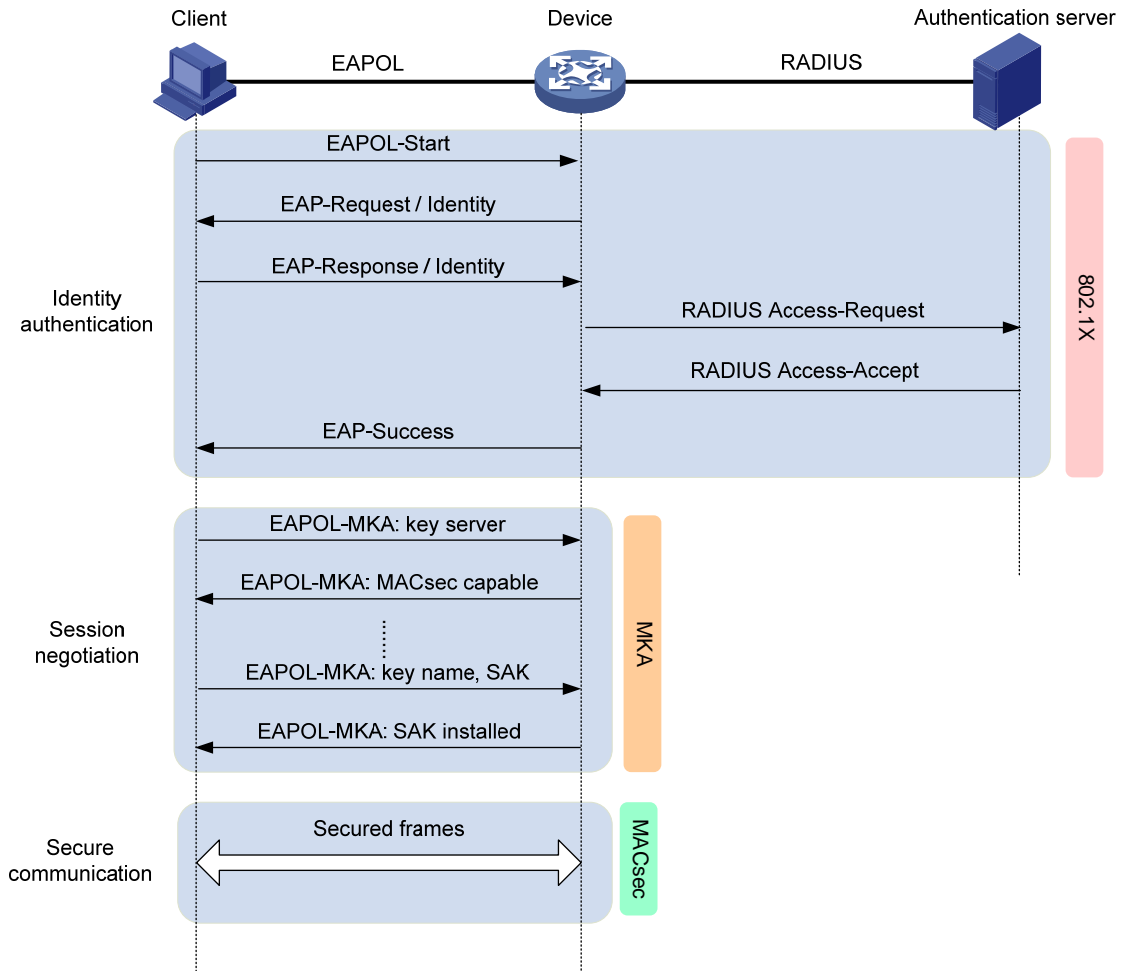 Client
Device
Authentication server
EAPOL
RADIUS
EAPOL-Start
EAP-Request / Identity
EAP-Response / Identity
RADIUS Access-Request
RADIUS Access-Accept
EAP-Success
Identity
authentication
802.1X
EAPOL-MKA: key server
EAPOL-MKA: MACsec capable
EAPOL-MKA: key name, SAK
EAPOL-MKA: SAK installed
Session
negotiation
MKA
Secured frames
Secure
communication
MACsec